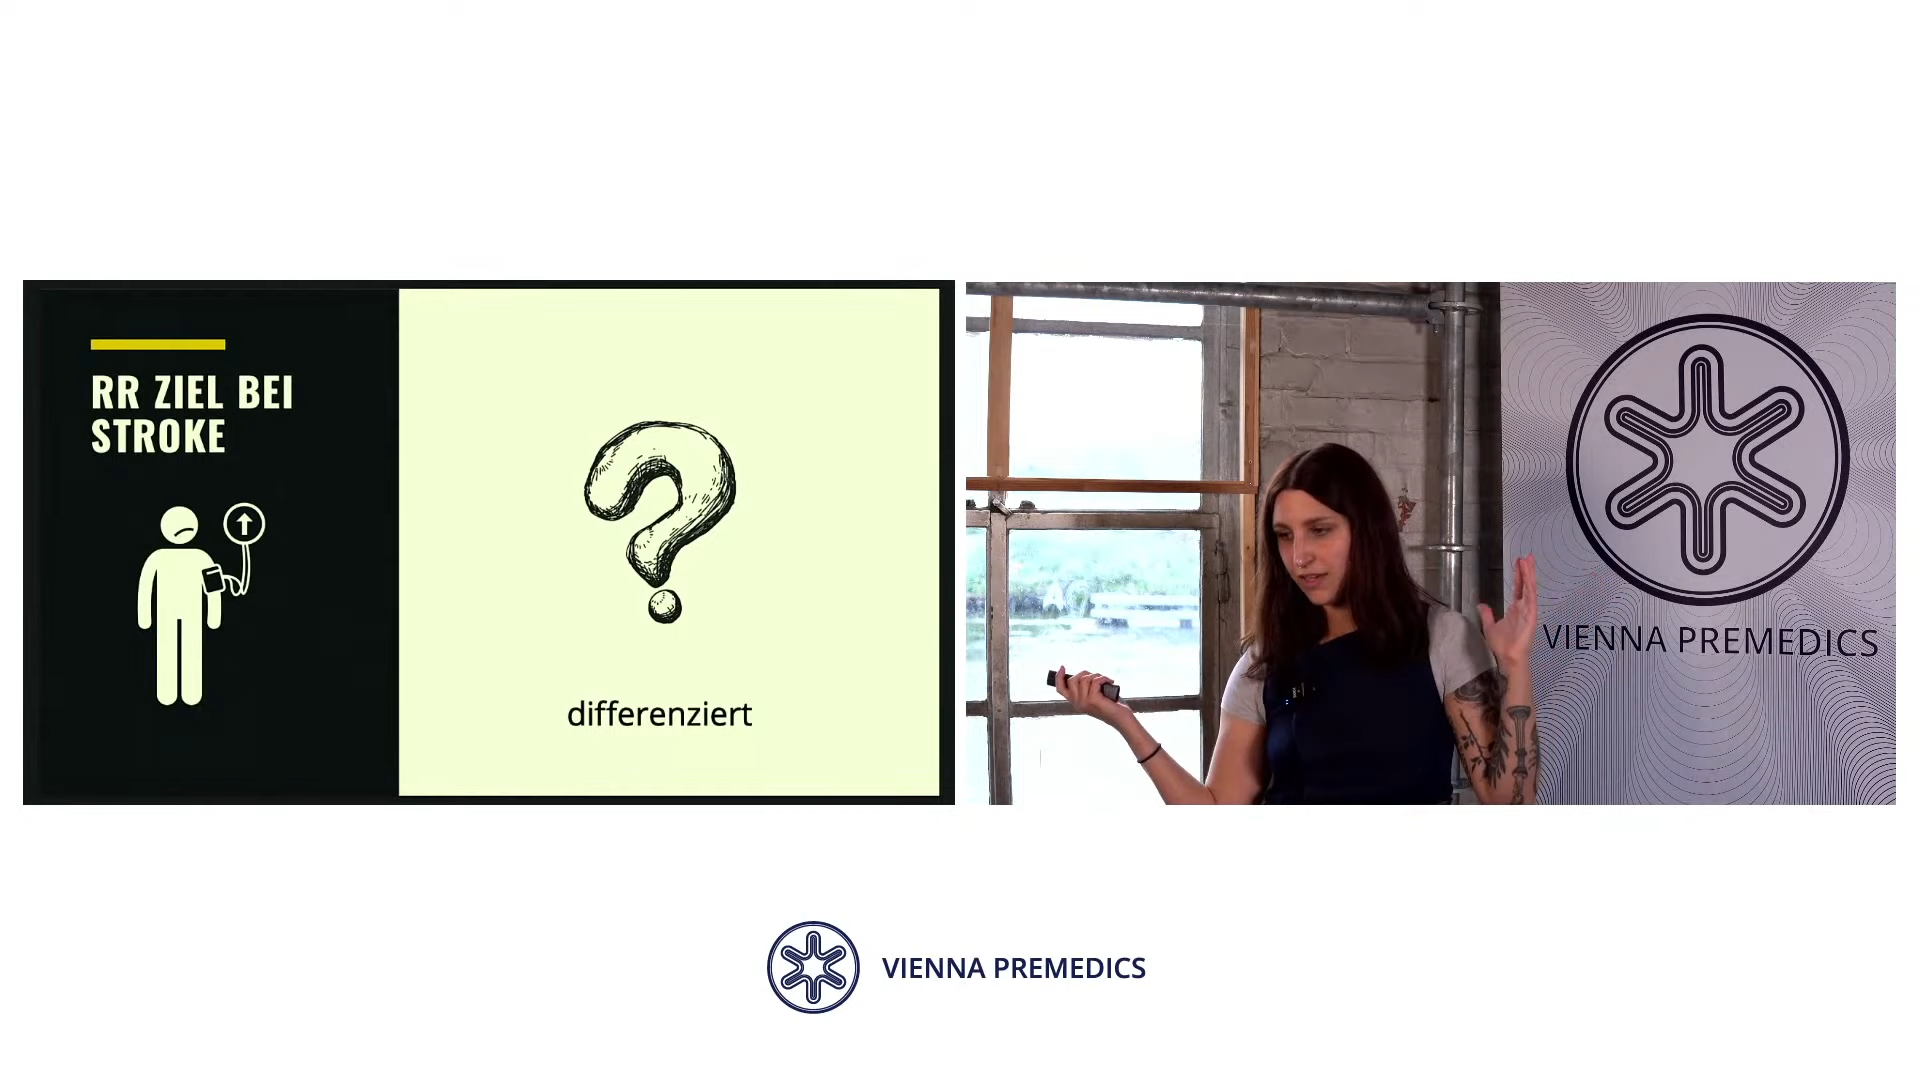 RR ZIEL BEI
STROKE
differenziert
VIENNA PREMEDICS
VIENNA PREMEDICS